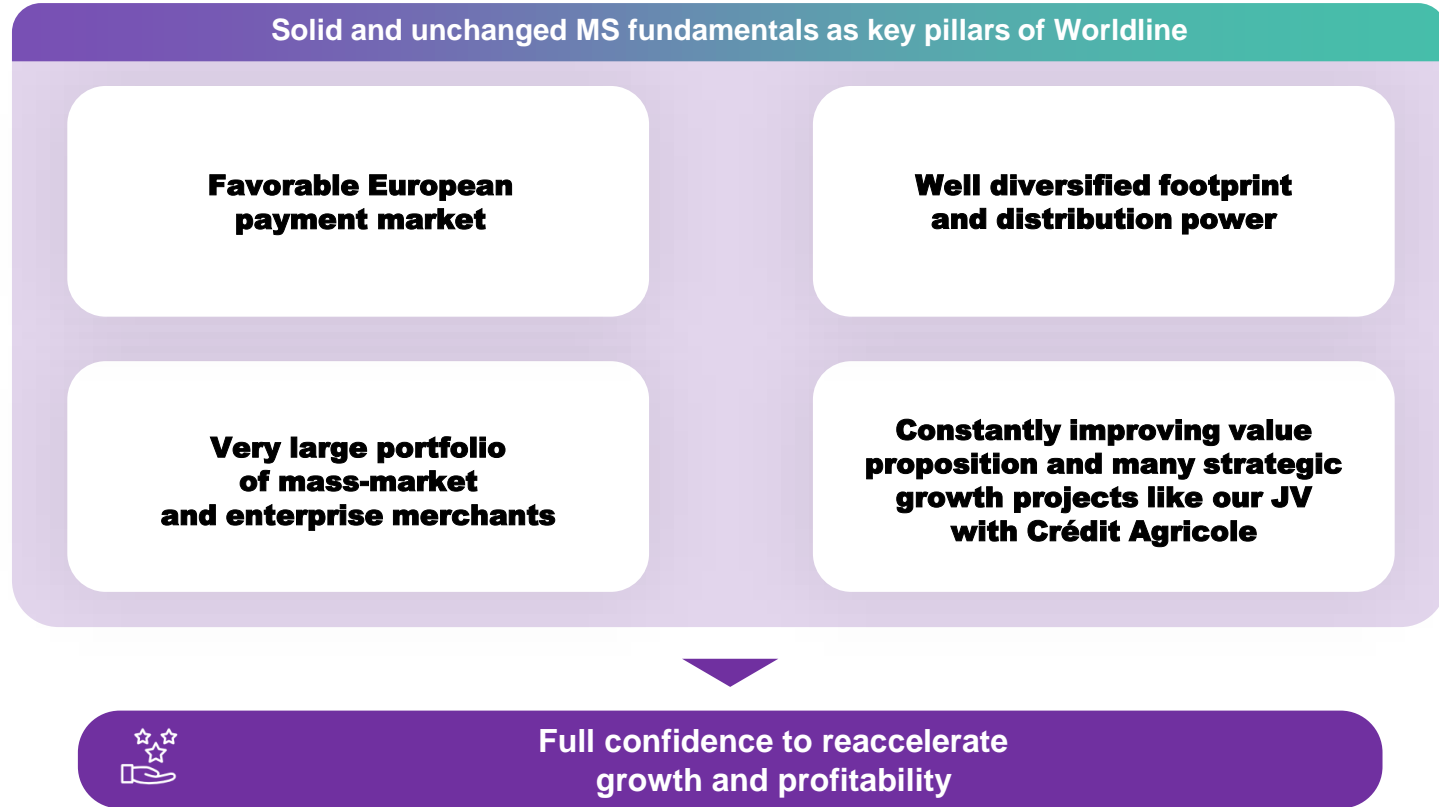 Solid and unchanged MS fundamentals as key pillars of Worldline
Favorable European
payment market
Well diversified footprint
and distribution power
Very large portfolio
of mass-market
and enterprise merchants
Constantly improving value
proposition and many strategic
growth projects like our JV
with Crédit Agricole
Full confidence to reaccelerate
growth and profitability